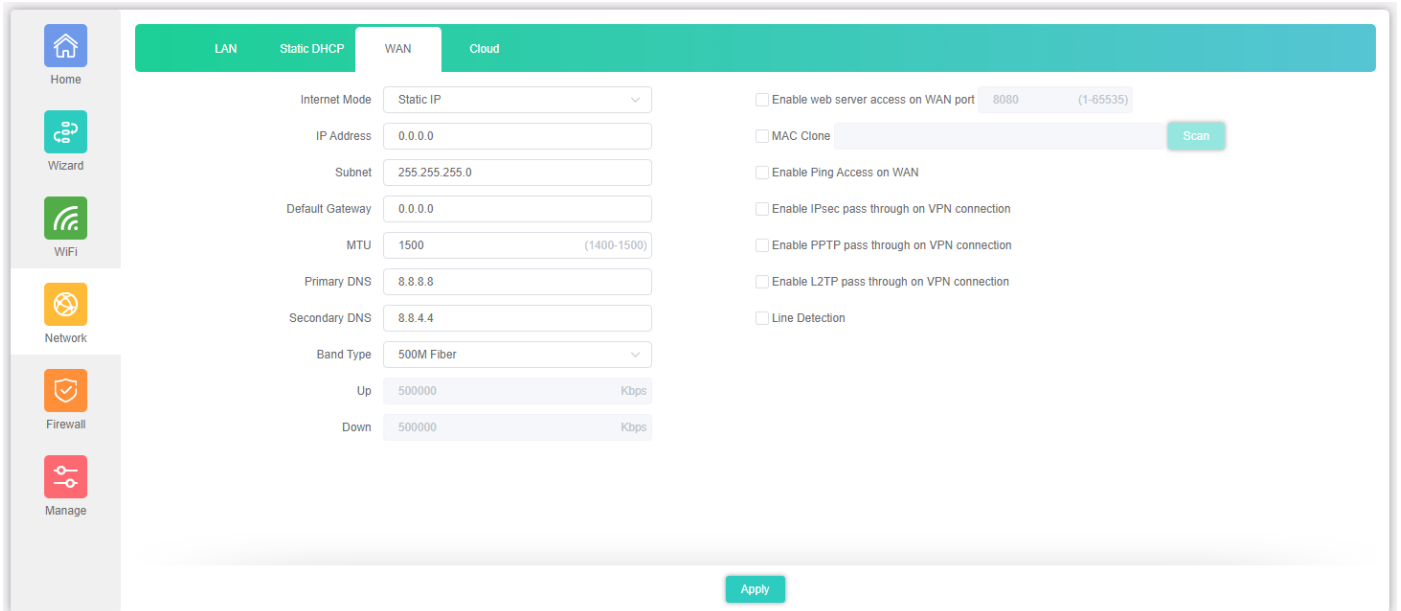 Home
Wizard
WiFi
Network
Firewall
Manage
LAN Static DHCP WAN Cloud
Internet Mode Static IP
IP Address 0.0.0.0
Subnet 255.255.255.0
Default Gateway 0.0.0.0
MTU 1500 (1400-1500)
Primary DNS 8.8.8.8
Secondary DNS 8.8.4.4
Band Type 500M Fiber
Up 500000 Kbps
Down 500000 Kbps
Enable web server access on WAN port 8080 (1-65535)
MAC Clone Scan
Enable Ping Access on WAN
Enable IPsec pass through on VPN connection
Enable PPTP pass through on VPN connection
Enable L2TP pass through on VPN connection
Line Detection
Apply